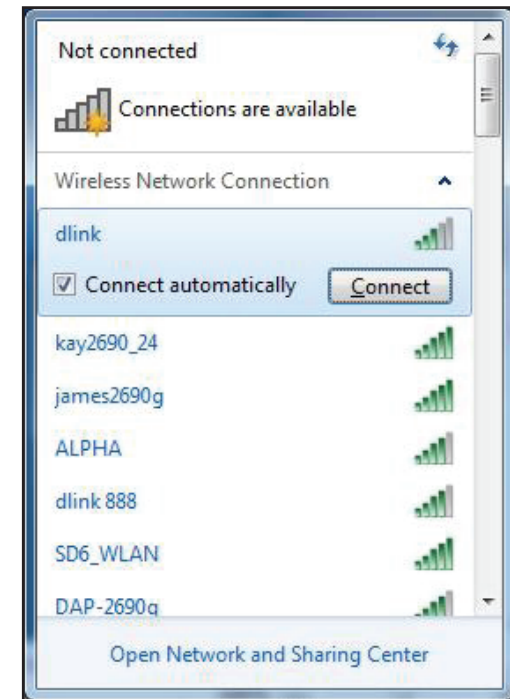 Not connected
Connections are available
Wireless Network Connection
dlink
Connect automatically
Connect
kay2690_24
james2690g
ALPHA
dlink 888
SD6_WLAN
DAP-2690g
Open Network and Sharing Center